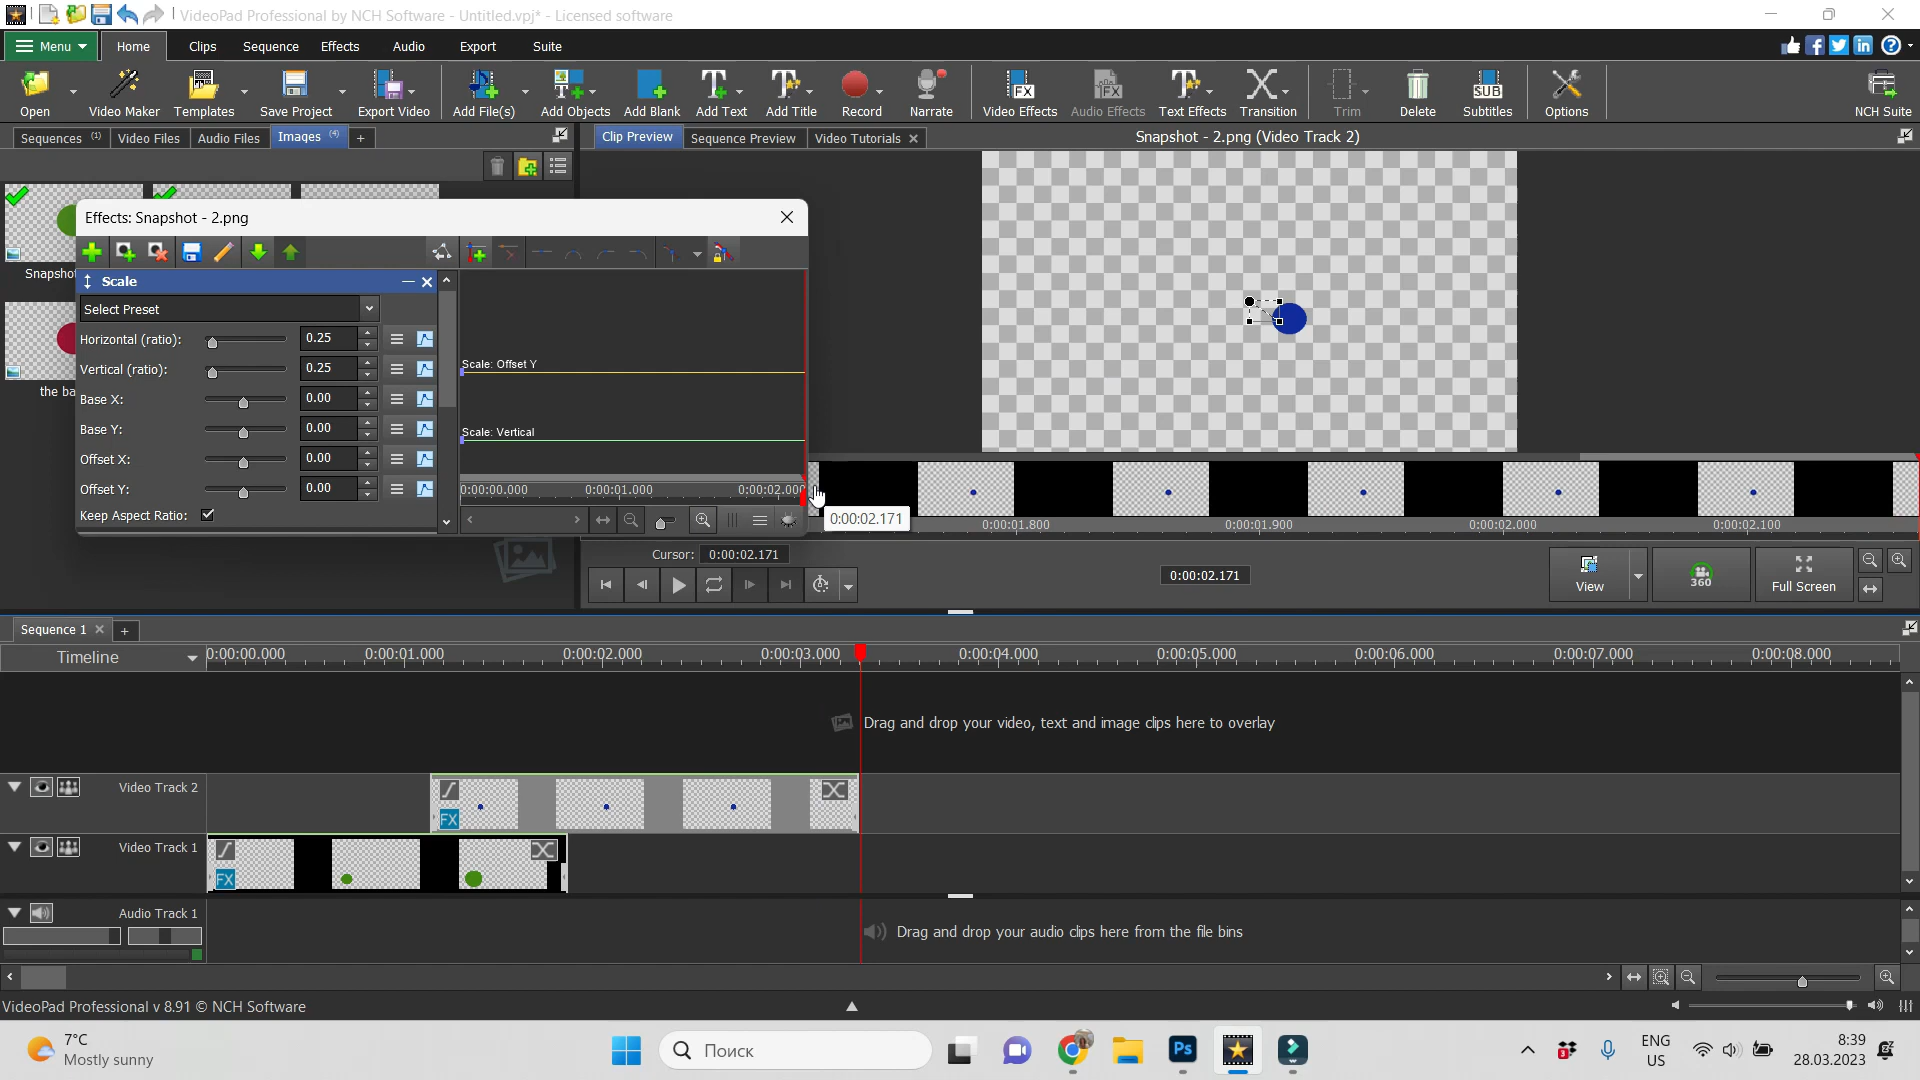 VideoPad Professional by NCH Software - Untitled.vpj* - Licensed software
Menu Home Clips Sequence Effects Audio Export Suite
Open Video Maker Templates Save Project Export Video Add File(s) Add Objects Add Blank Add Text Add Title Record Narrate Video Effects Audio Effects Text Effects Transition Trim Delete Subtitles Options NCH Suite
Sequences (1) Video Files Audio Files Images (4) + Clip Preview Sequence Preview Video Tutorials Snapshot - 2.png (Video Track 2)
Effects: Snapshot - 2.png
Snapshot
Scale
Select Preset
Horizontal (ratio): 0.25
Vertical (ratio): 0.25
Base X: 0.00
Base Y: 0.00
Offset X: 0.00
Offset Y: 0.00
Keep Aspect Ratio:
the ba
Scale: Offset Y
Scale: Vertical
0:00:00.000 0:00:01.000 0:00:02.000
0:00:02.171
0:00:01.800 0:00:01.900 0:00:02.000 0:00:02.100
Cursor: 0:00:02.171
0:00:02.171
View 360 Full Screen
Sequence 1 +
Timeline 0:00:00.000 0:00:01.000 0:00:02.000 0:00:03.000 0:00:04.000 0:00:05.000 0:00:06.000 0:00:07.000 0:00:08.000
Drag and drop your video, text and image clips here to overlay
Video Track 2 FX
Video Track 1 FX
Audio Track 1
Drag and drop your audio clips here from the file bins
VideoPad Professional v 8.91 © NCH Software
7°C
Mostly sunny
Поиск
Ps
ENG
US
8:39
28.03.2023